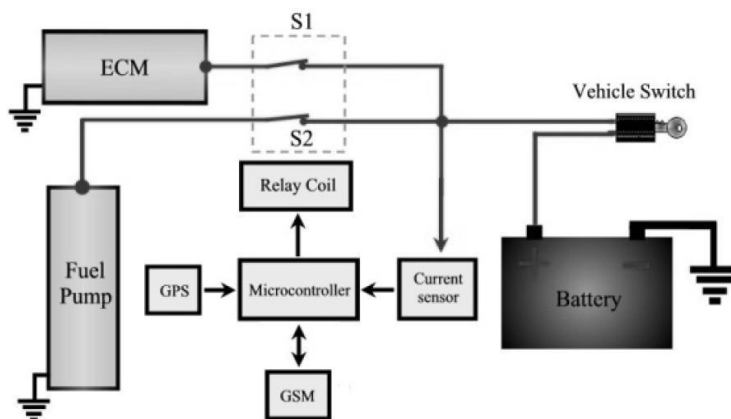 S1
ECM
Vehicle Switch
S2
Relay Coil
Fuel
Pump
GPS
Microcontroller
Current
sensor
+
-
Battery
GSM